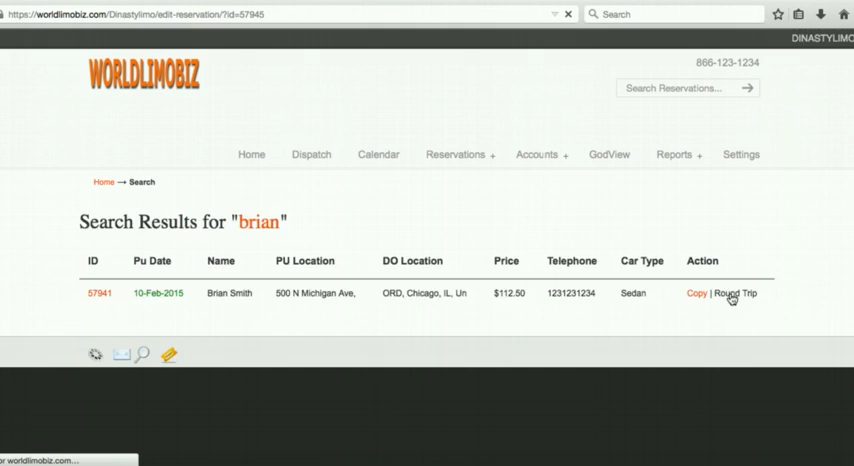 https://worldlimobiz.com/Dinastylimo/edit-reservation/?id=57945
Search
DINASTYLIMO
WORLDLIMOBIZ
866-123-1234
Search Reservations...
Home Dispatch Calendar Reservations + Accounts + GodView Reports + Settings
Home → Search
Search Results for "brian"
ID Pu Date Name PU Location DO Location Price Telephone Car Type Action
57941 10-Feb-2015 Brian Smith 500 N Michigan Ave, ORD, Chicago, IL, Un $112.50 1231231234 Sedan Copy | Round Trip
or worldlimobiz.com...